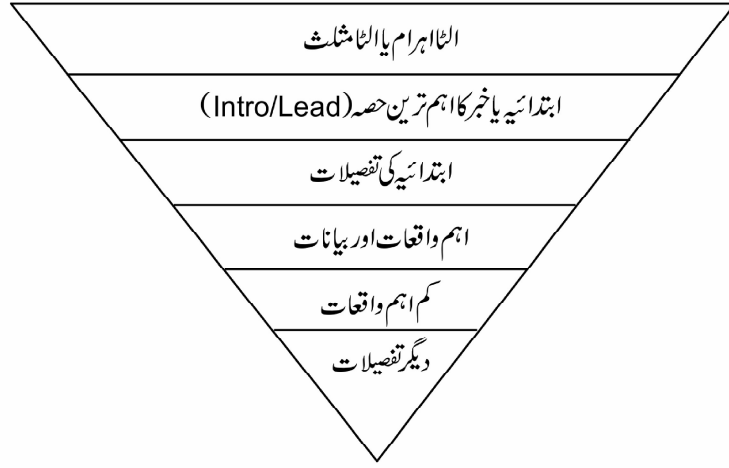 الٹا اہرام یا الٹا مثلث
ابتدائیہ یا خبر کا اہم ترین حصہ (Intro/Lead)
ابتدائیہ کی تفصیلات
اہم واقعات اور بیانات
کم اہم واقعات
دیگر تفصیلات